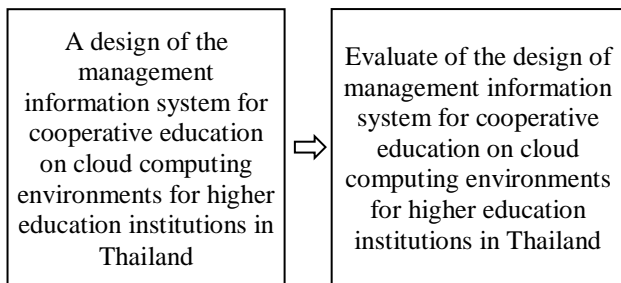 A design of the
management
information system for
cooperative education
on cloud computing
environments for higher
education institutions in
Thailand
Evaluate of the design of
management information
system for cooperative
education on cloud
computing environments
for higher education
institutions in Thailand